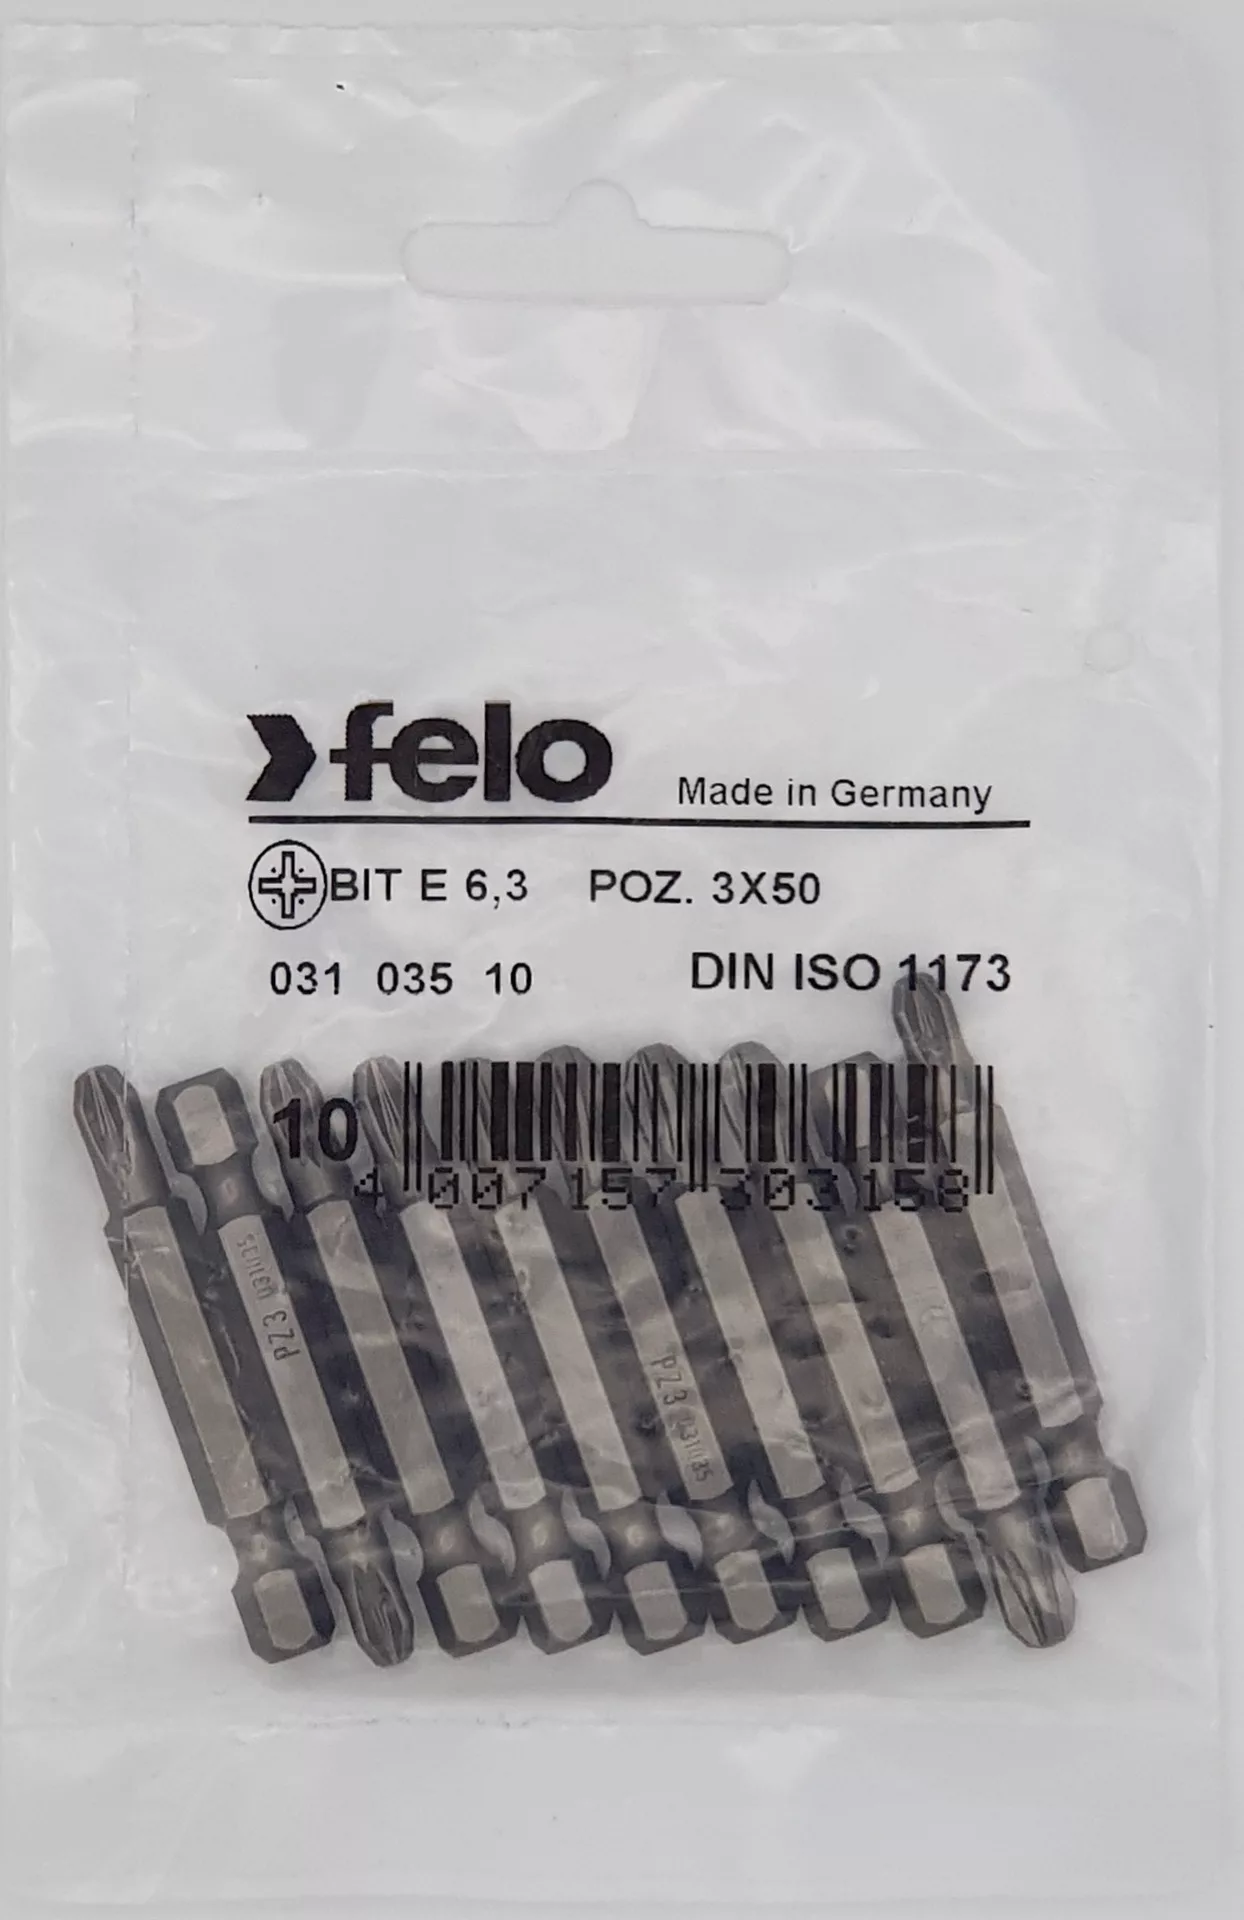 felo
Made in Germany
BIT E 6,3 POZ. 3X50
031 035 10 DIN ISO 1173
10
4 007157 303158
PZ3 031035
PZ3 031035